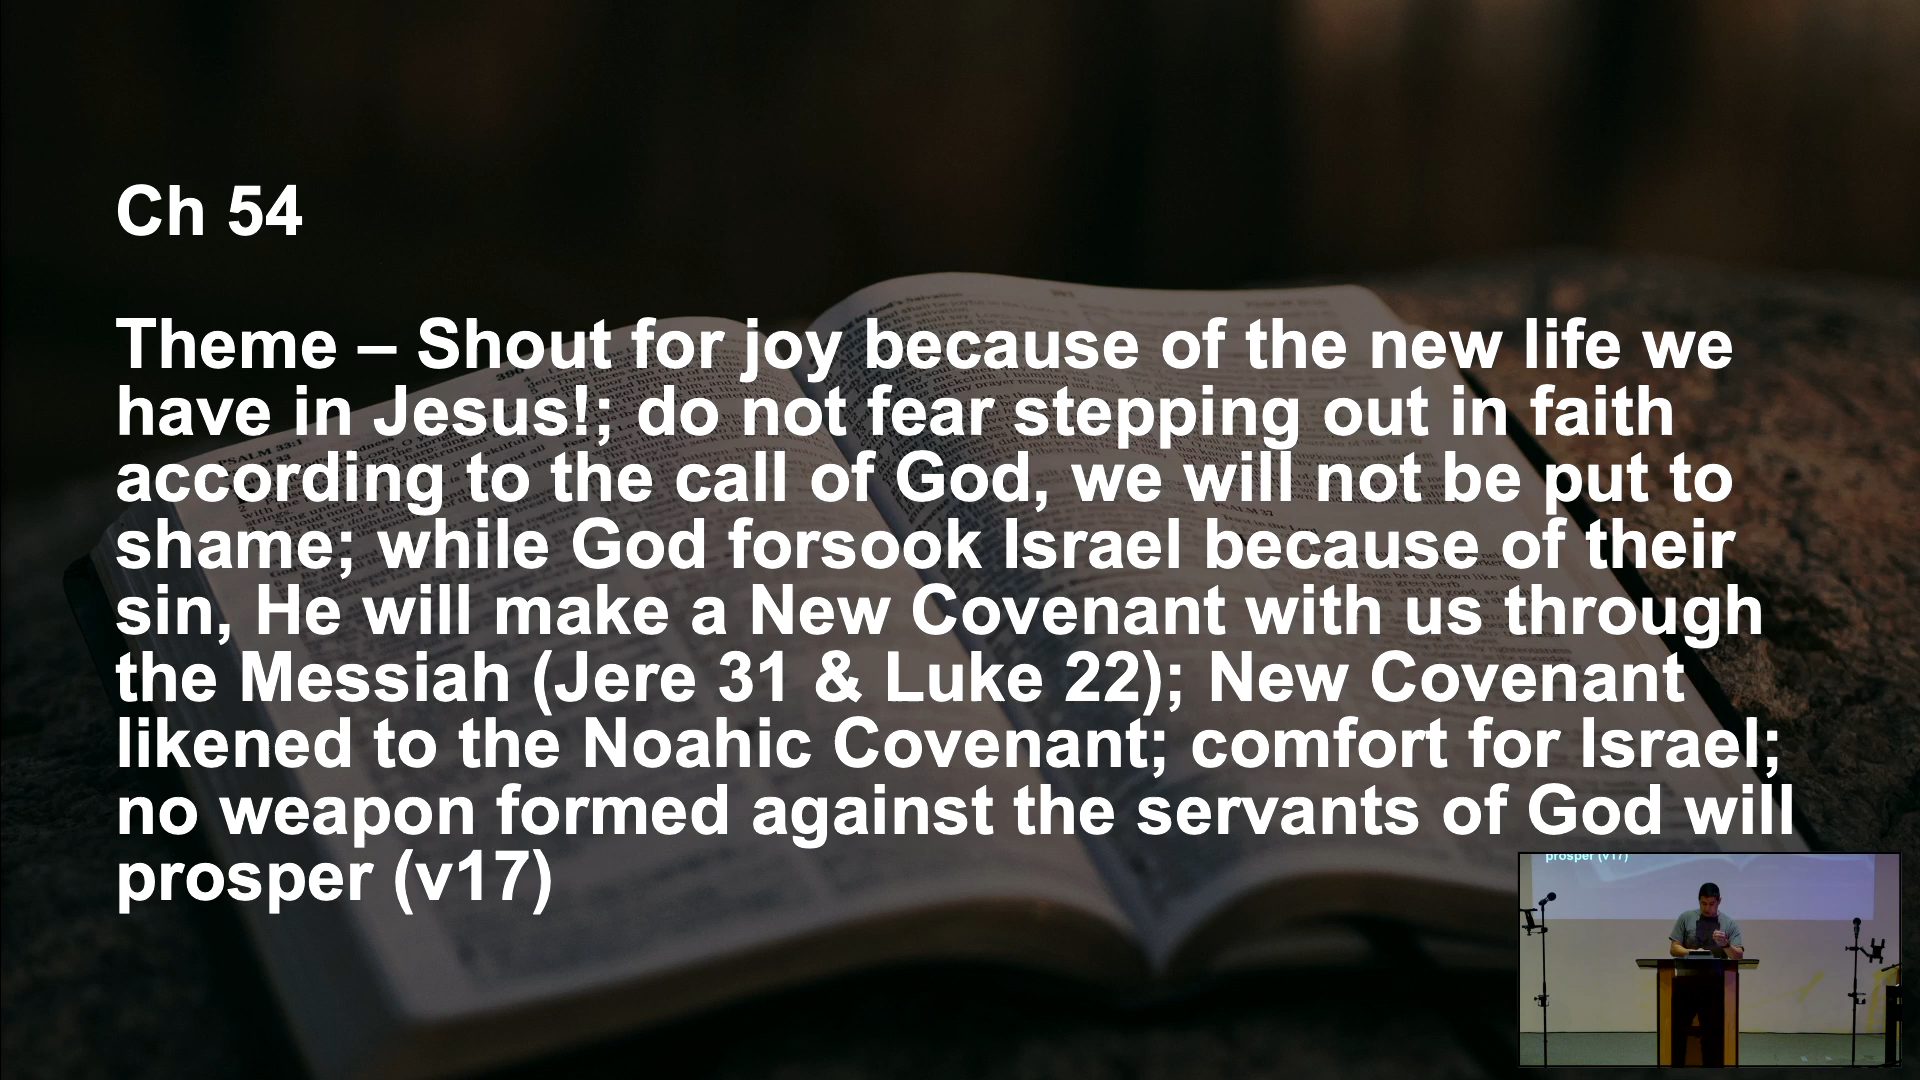 Ch 54
Theme – Shout for joy because of the new life we
have in Jesus!; do not fear stepping out in faith
according to the call of God, we will not be put to
shame; while God forsook Israel because of their
sin, He will make a New Covenant with us through
the Messiah (Jere 31 & Luke 22); New Covenant
likened to the Noahic Covenant; comfort for Israel;
no weapon formed against the servants of God will
prosper (v17)
prosper (v17)